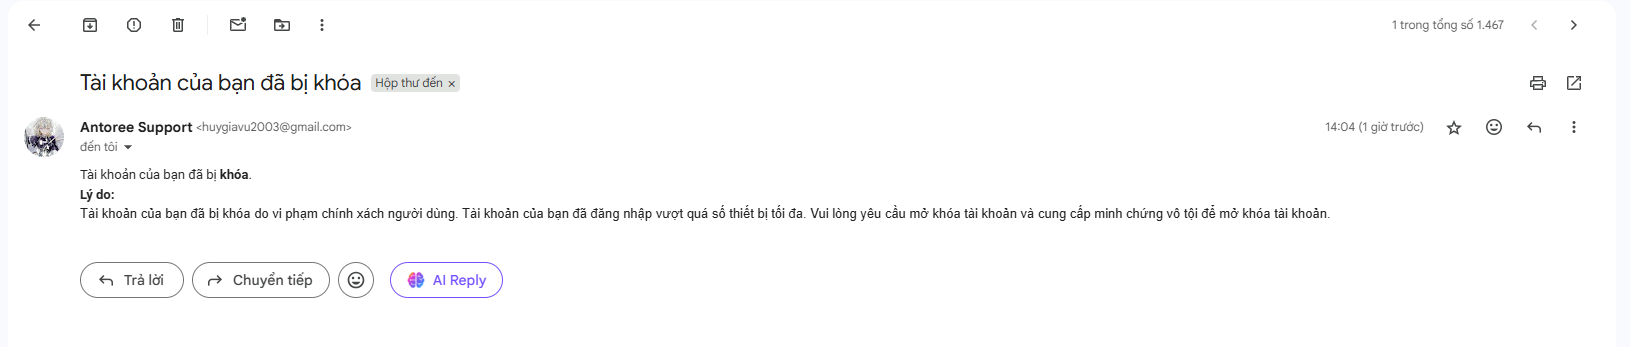 1 trong tổng số 1.467
Tài khoản của bạn đã bị khóa Hộp thư đến ×
Antoree Support <huygiavu2003@gmail.com> 14:04 (1 giờ trước)
đến tôi
Tài khoản của bạn đã bị khóa.
Lý do:
Tài khoản của bạn đã bị khóa do vi phạm chính xách người dùng. Tài khoản của bạn đã đăng nhập vượt quá số thiết bị tối đa. Vui lòng yêu cầu mở khóa tài khoản và cung cấp minh chứng vô tội để mở khóa tài khoản.
Trả lời Chuyển tiếp AI Reply